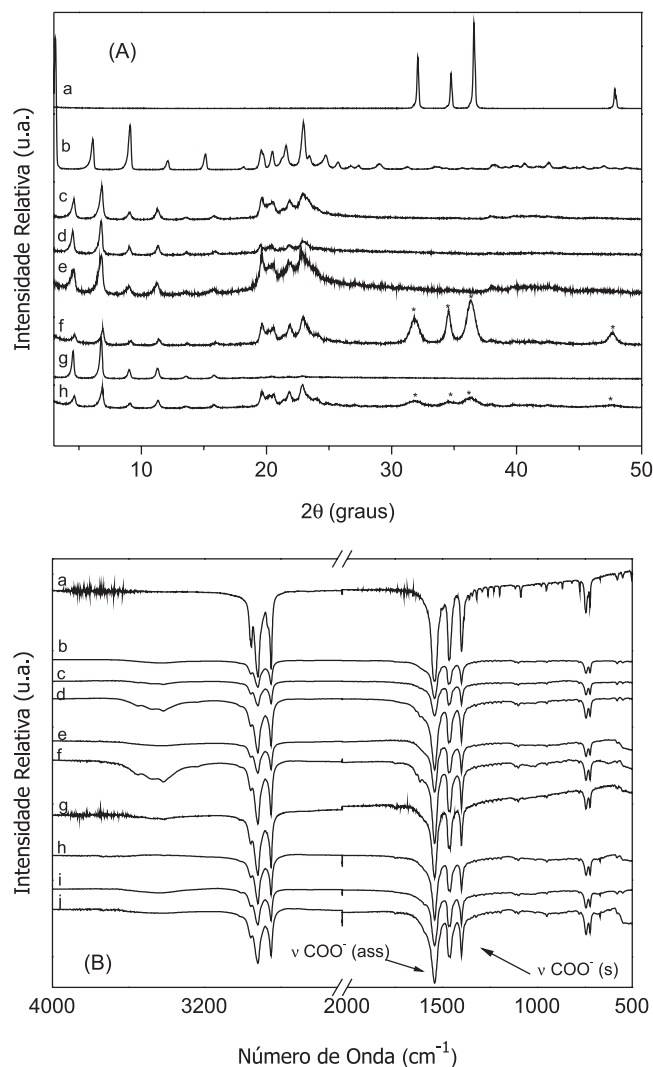 (A)
a
b
c
d
e
f
* * * *
g
h
* * * *
Intensidade Relativa (u.a.)
10 20 30 40 50
2θ (graus)
a
b
c
d
e
f
g
h
i
j
Intensidade Relativa (u.a.)
ν COO⁻ (ass)
ν COO⁻ (s)
(B)
4000 3200 2000 1500 1000 500
Número de Onda (cm⁻¹)